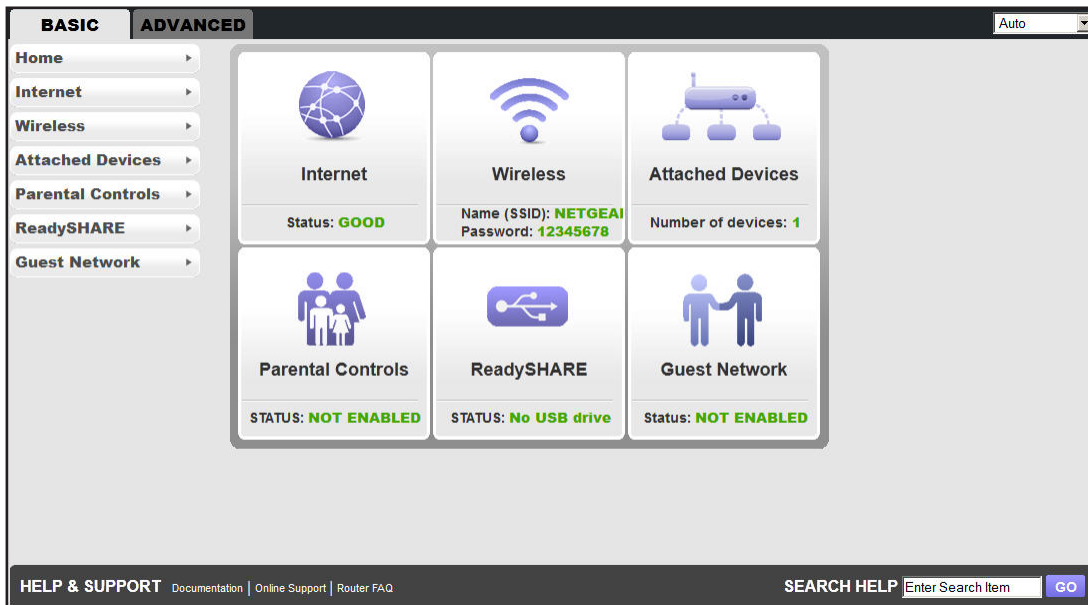 BASIC
ADVANCED
Auto
Home
Internet
Wireless
Attached Devices
Parental Controls
ReadySHARE
Guest Network
Internet
Status: GOOD
Wireless
Name (SSID):
Password: 12345678
Attached Devices
Number of devices: 1
Parental Controls
STATUS: NOT ENABLED
ReadySHARE
STATUS: No USB drive
Guest Network
Status: NOT ENABLED
HELP & SUPPORT Documentation | Online Support | Router FAQ
SEARCH HELP Enter Search Item GO